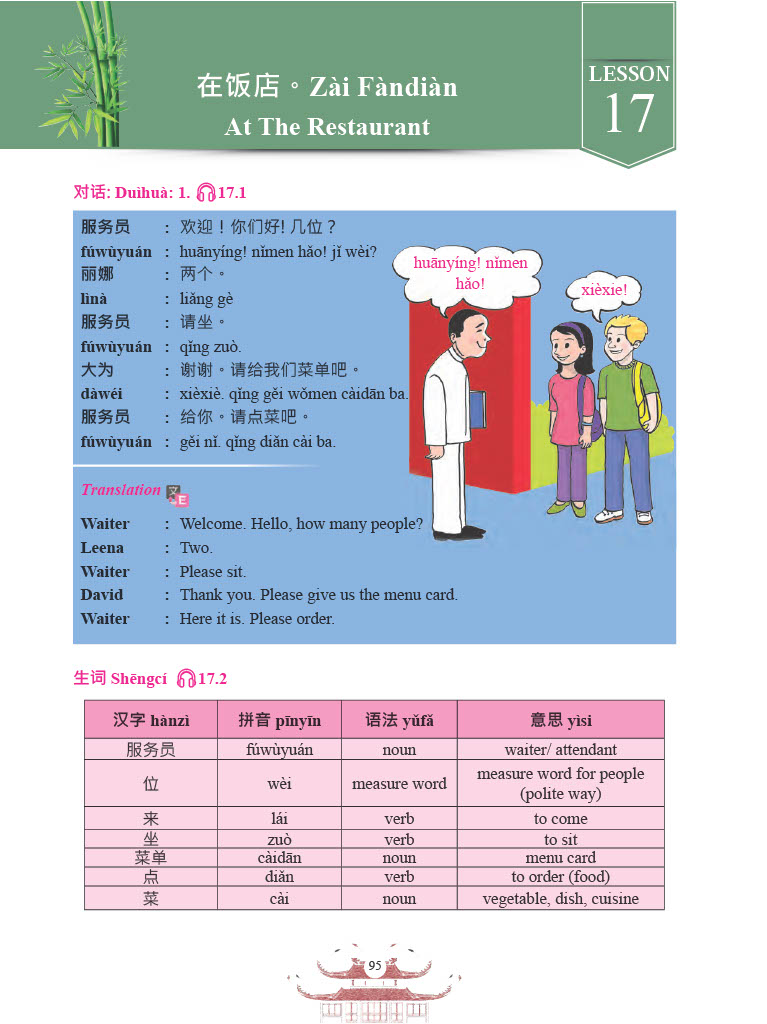 在饭店。Zài Fàndiàn
At The Restaurant
LESSON
17
对话: Duìhuà: 1. 17.1
服务员 : 欢迎！你们好! 几位？
fúwùyuán : huānyíng! nǐmen hǎo! jǐ wèi?
丽娜 : 两个。
lìnà : liǎng gè
服务员 : 请坐。
fúwùyuán : qǐng zuò.
大为 : 谢谢。请给我们菜单吧。
dàwéi : xièxiè. qǐng gěi wǒmen càidān ba.
服务员 : 给你。请点菜吧。
fúwùyuán : gěi nǐ. qǐng diǎn cài ba.
huānyíng! nǐmen
hǎo!
xièxie!
Translation 文 E
Waiter : Welcome. Hello, how many people?
Leena : Two.
Waiter : Please sit.
David : Thank you. Please give us the menu card.
Waiter : Here it is. Please order.
生词 Shēngcí 17.2
汉字 hànzì 拼音 pīnyīn 语法 yǔfǎ 意思 yìsi
服务员 fúwùyuán noun waiter/ attendant
位 wèi measure word measure word for people
(polite way)
来 lái verb to come
坐 zuò verb to sit
菜单 càidān noun menu card
点 diǎn verb to order (food)
菜 cài noun vegetable, dish, cuisine
95